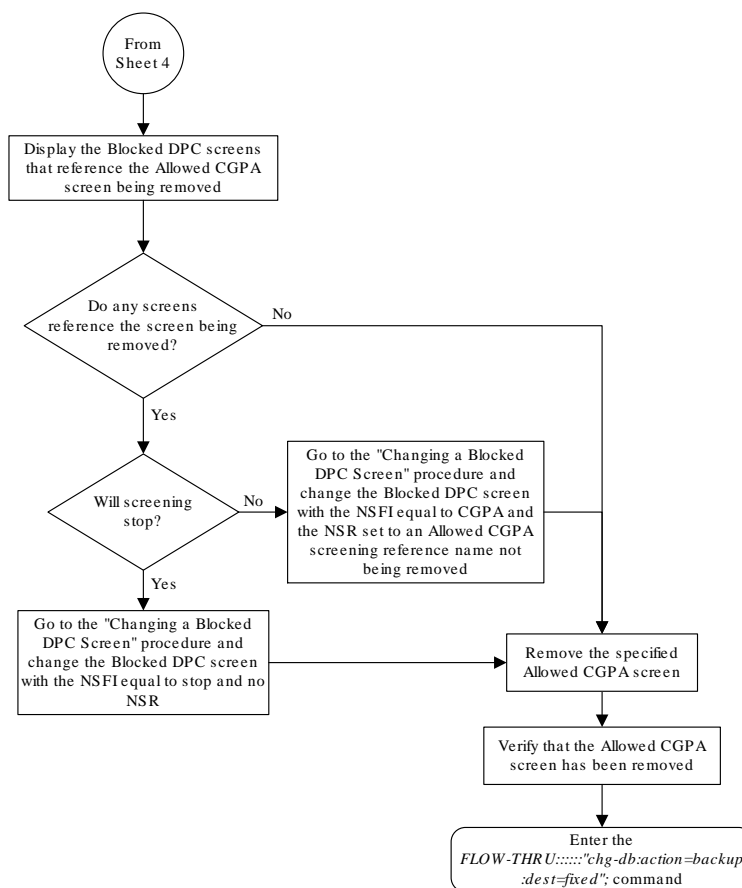 From
Sheet 4
Display the Blocked DPC screens
that reference the Allowed CGPA
screen being removed
Do any screens
reference the screen being
removed?
No
Yes
Will screening
stop?
No
Go to the "Changing a Blocked
DPC Screen" procedure and
change the Blocked DPC screen
with the NSFI equal to CGPA and
the NSR set to an Allowed CGPA
screening reference name not
being removed
Yes
Go to the "Changing a Blocked
DPC Screen" procedure and
change the Blocked DPC screen
with the NSFI equal to stop and no
NSR
Remove the specified
Allowed CGPA screen
Verify that the Allowed CGPA
screen has been removed
Enter the
FLOW-THRU::::::"chg-db:action=backup
:dest=fixed"; command